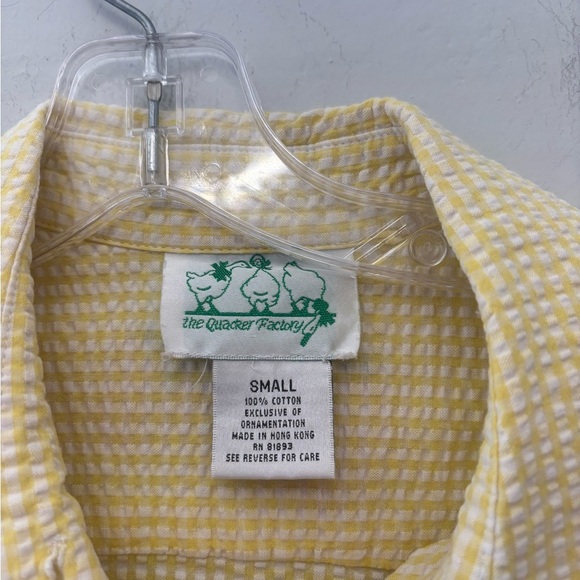 the Quacker Factory
SMALL
100% COTTON
EXCLUSIVE OF
ORNAMENTATION
MADE IN HONG KONG
RN 81893
SEE REVERSE FOR CARE